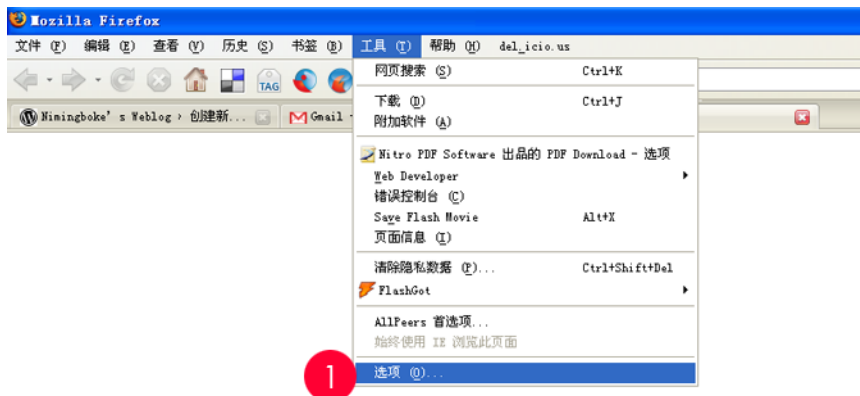 Mozilla Firefox
文件 (F) 编辑 (E) 查看 (V) 历史 (S) 书签 (B) 工具 (T) 帮助 (H) del_icio.us
TAG
Nimingboke's Weblog › 创建新... Gmail -
网页搜索 (S) Ctrl+K
下载 (D) Ctrl+J
附加软件 (A)
Nitro PDF Software 出品的 PDF Download - 选项
Web Developer
错误控制台 (C)
Save Flash Movie Alt+X
页面信息 (I)
清除隐私数据 (P)... Ctrl+Shift+Del
FlashGot
AllPeers 首选项...
始终使用 IE 浏览此页面
1 选项 (O)...